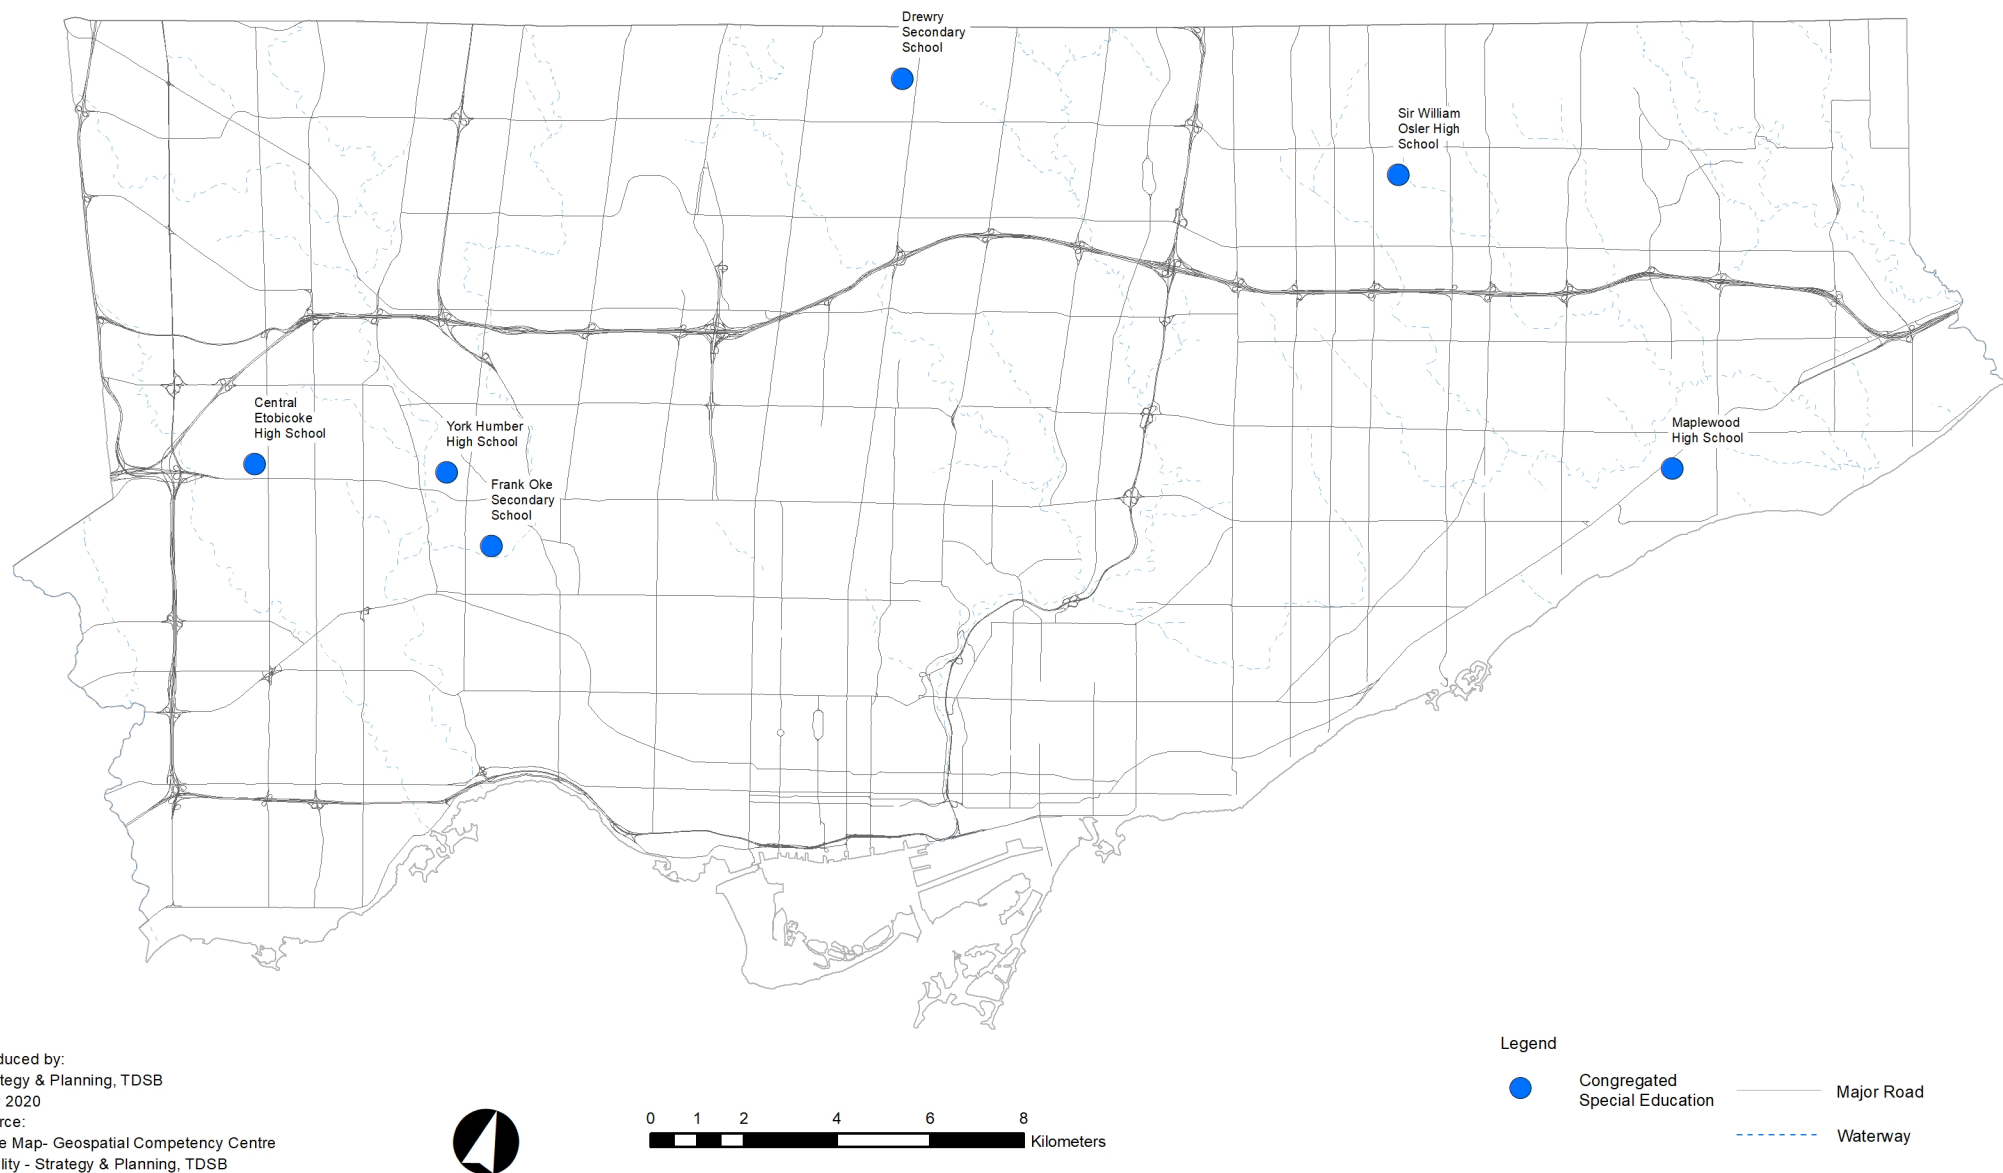 Drewry
Secondary
School
Sir William
Osler High
School
Central
Etobicoke
High School
York Humber
High School
Maplewood
High School
Frank Oke
Secondary
School
Legend
Congregated
Special Education
Major Road
Waterway
duced by:
tegy & Planning, TDSB
2020
rce:
e Map- Geospatial Competency Centre
lity - Strategy & Planning, TDSB
0 1 2 4 6 8
Kilometers